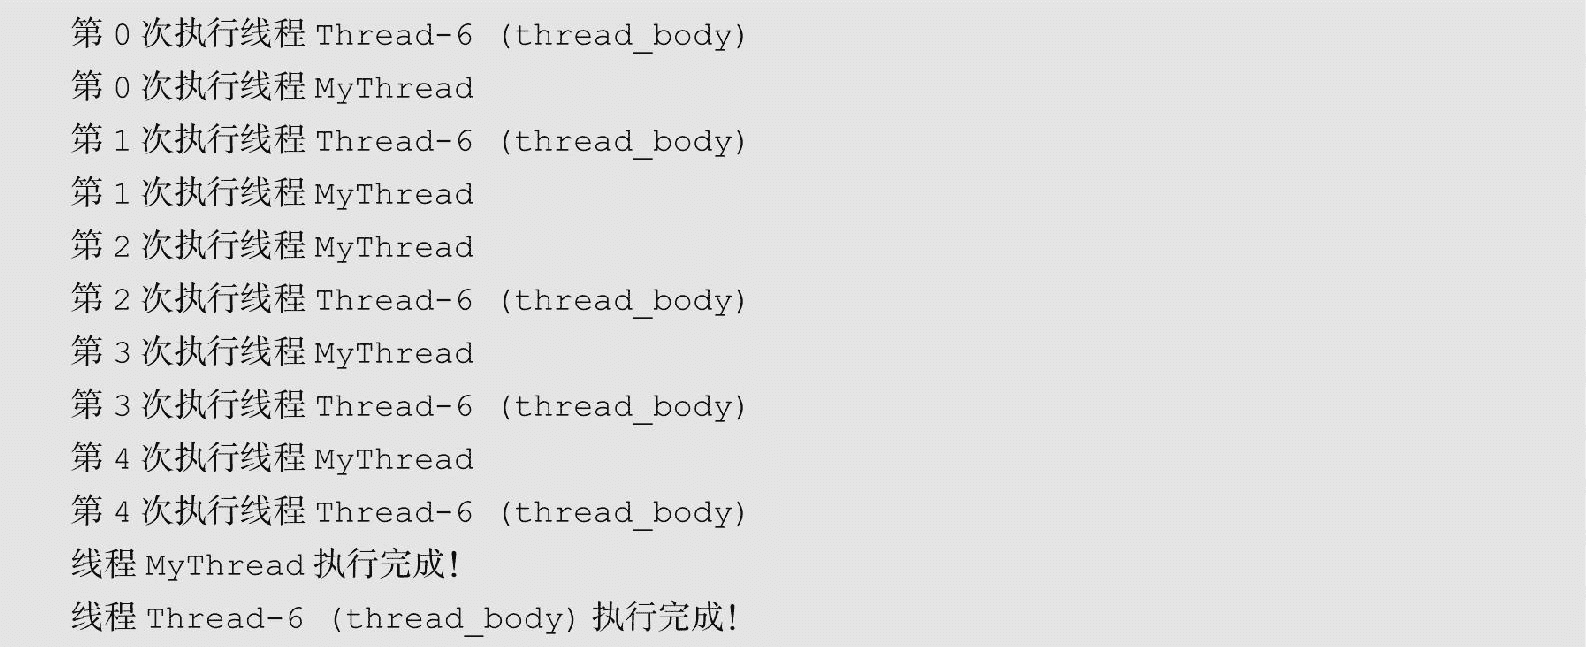 第 0 次执行线程 Thread-6 (thread_body)
第 0 次执行线程 MyThread
第 1 次执行线程 Thread-6 (thread_body)
第 1 次执行线程 MyThread
第 2 次执行线程 MyThread
第 2 次执行线程 Thread-6 (thread_body)
第 3 次执行线程 MyThread
第 3 次执行线程 Thread-6 (thread_body)
第 4 次执行线程 MyThread
第 4 次执行线程 Thread-6 (thread_body)
线程 MyThread 执行完成!
线程 Thread-6 (thread_body) 执行完成!